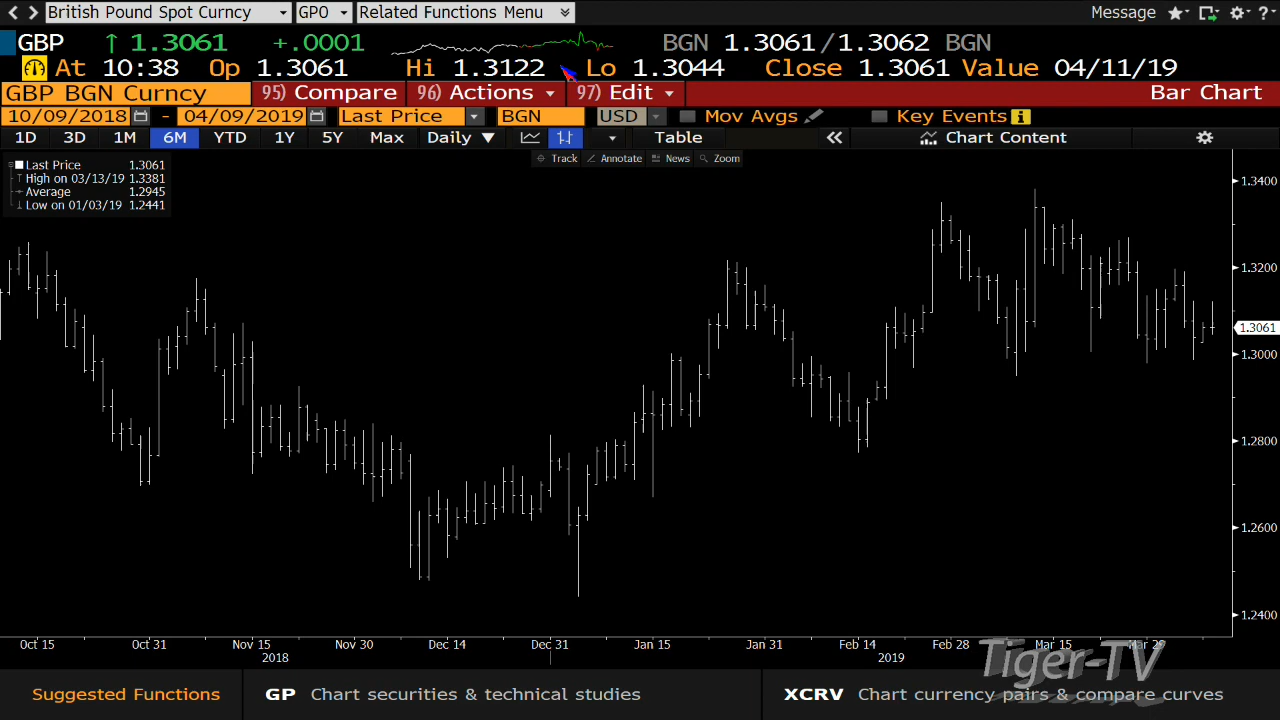 British Pound Spot Curncy GPO Related Functions Menu Message ?
GBP ↑ 1.3061 +.0001 BGN 1.3061/1.3062 BGN
At 10:38 Op 1.3061 Hi 1.3122 Lo 1.3044 Close 1.3061 Value 04/11/19
GBP BGN Curncy 95) Compare 96) Actions 97) Edit Bar Chart
10/09/2018 - 04/09/2019 Last Price BGN USD Mov Avgs Key Events
1D 3D 1M 6M YTD 1Y 5Y Max Daily ▼ Table « Chart Content
Track Annotate News Zoom
Last Price 1.3061
High on 03/13/19 1.3381
Average 1.2945
Low on 01/03/19 1.2441
1.3400
1.3200
1.3061
1.3000
1.2800
1.2600
1.2400
Oct 15 Oct 31 Nov 15 Nov 30 Dec 14 Dec 31 Jan 15 Jan 31 Feb 14 Feb 28 Mar 15
2018 2019
Tiger-TV
Suggested Functions GP Chart securities & technical studies XCRV Chart currency pairs & compare curves